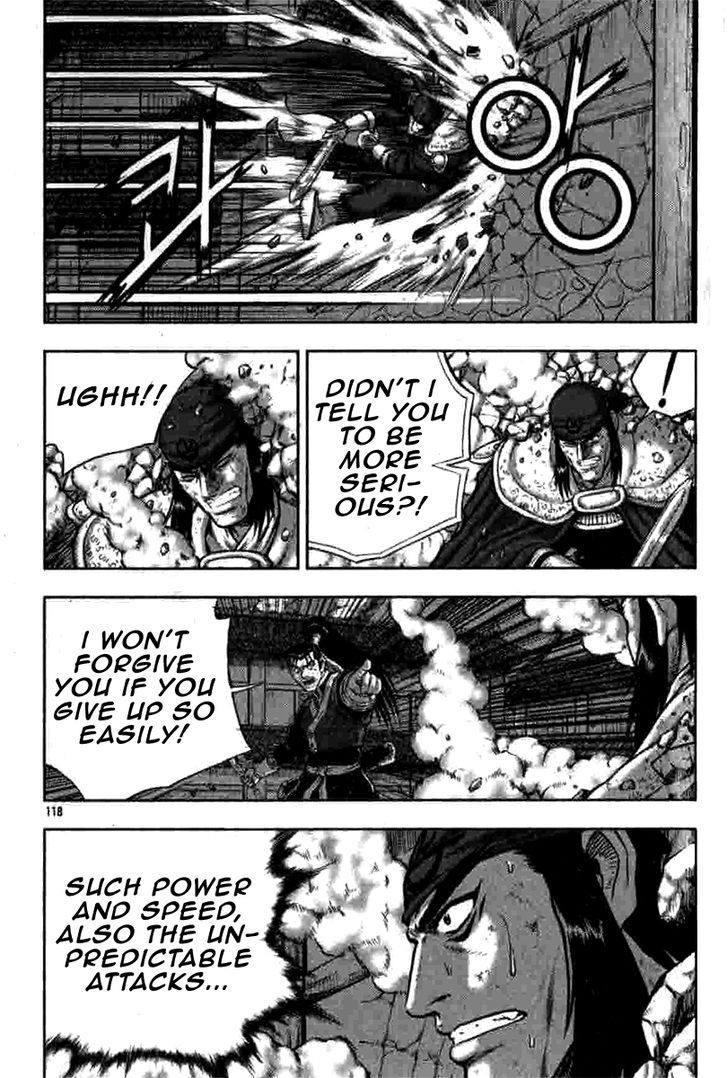 쾅
UGHH!!
!
DIDN'T I
TELL YOU
TO BE
MORE
SERI-
OUS?!
I WON'T
FORGIVE
YOU IF YOU
GIVE UP SO
EASILY!
118
SUCH POWER
AND SPEED,
ALSO THE UN-
PREDICTABLE
ATTACKS...